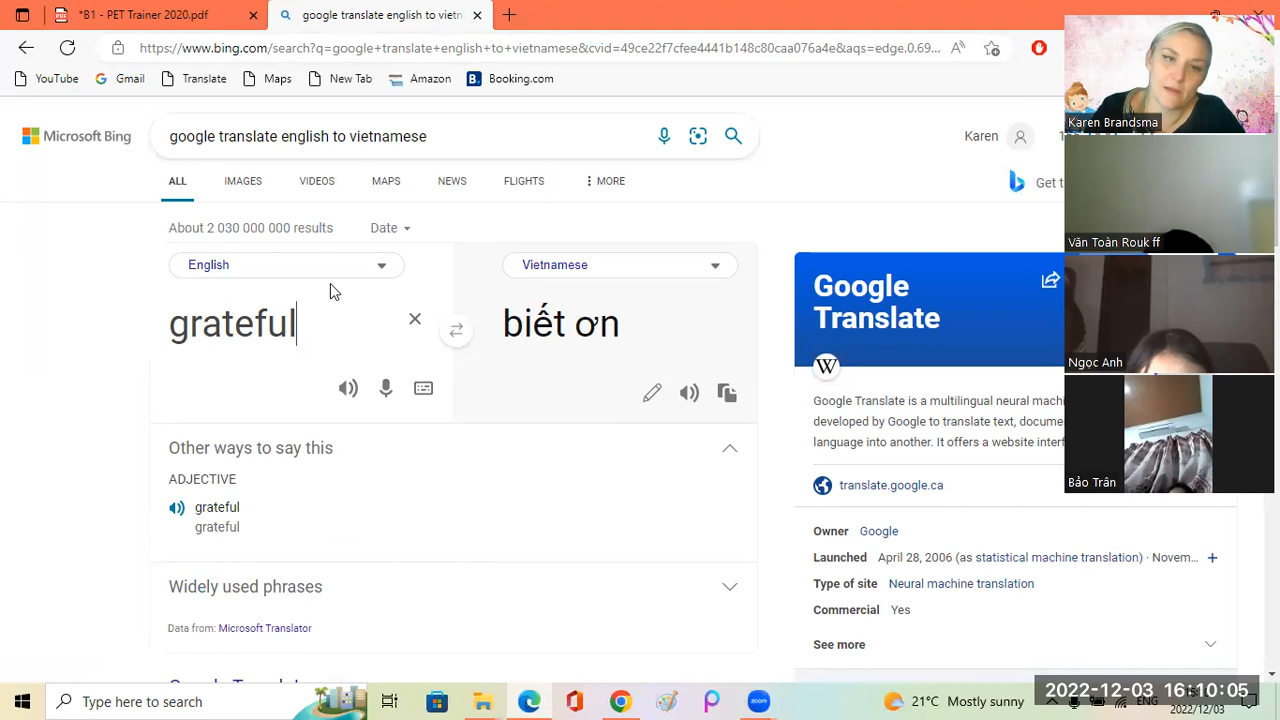 *B1 - PET Trainer 2020.pdf
google translate english to vietn
https://www.bing.com/search?q=google+translate+english+to+vietnamese&cvid=49ce22f7cfee4441b148c80caa076a4e&aqs=edge.0.69...
YouTube
Gmail
Translate
Maps
New Tab
Amazon
Booking.com
Microsoft Bing
google translate english to vietnamese
Karen
ALL
IMAGES
VIDEOS
MAPS
NEWS
FLIGHTS
MORE
Get t
About 2 030 000 000 results
Date
English
Vietnamese
grateful
biết ơn
Other ways to say this
ADJECTIVE
grateful
grateful
Widely used phrases
Data from: Microsoft Translator
Google
Translate
W
Google Translate is a multilingual neural machi
developed by Google to translate text, docume
language into another. It offers a website interf
translate.google.ca
Owner Google
Launched April 28, 2006 (as statistical machine translation) · Novem...
Type of site Neural machine translation
Commercial Yes
See more
Karen Brandsma
Văn Toàn Rouk ff
Ngọc Anh
Bảo Trân
Type here to search
zoom
21°C Mostly sunny
ENG
2022-12-03 16:10:05
2022/12/03